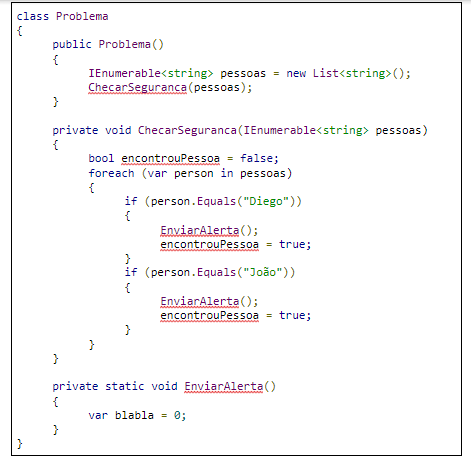 class Problema
{
public Problema()
{
IEnumerable<string> pessoas = new List<string>();
ChecarSeguranca(pessoas);
}
private void ChecarSeguranca(IEnumerable<string> pessoas)
{
bool encontrouPessoa = false;
foreach (var person in pessoas)
{
if (person.Equals("Diego"))
{
EnviarAlerta();
encontrouPessoa = true;
}
if (person.Equals("João"))
{
EnviarAlerta();
encontrouPessoa = true;
}
}
}
private static void EnviarAlerta()
{
var blabla = 0;
}
}